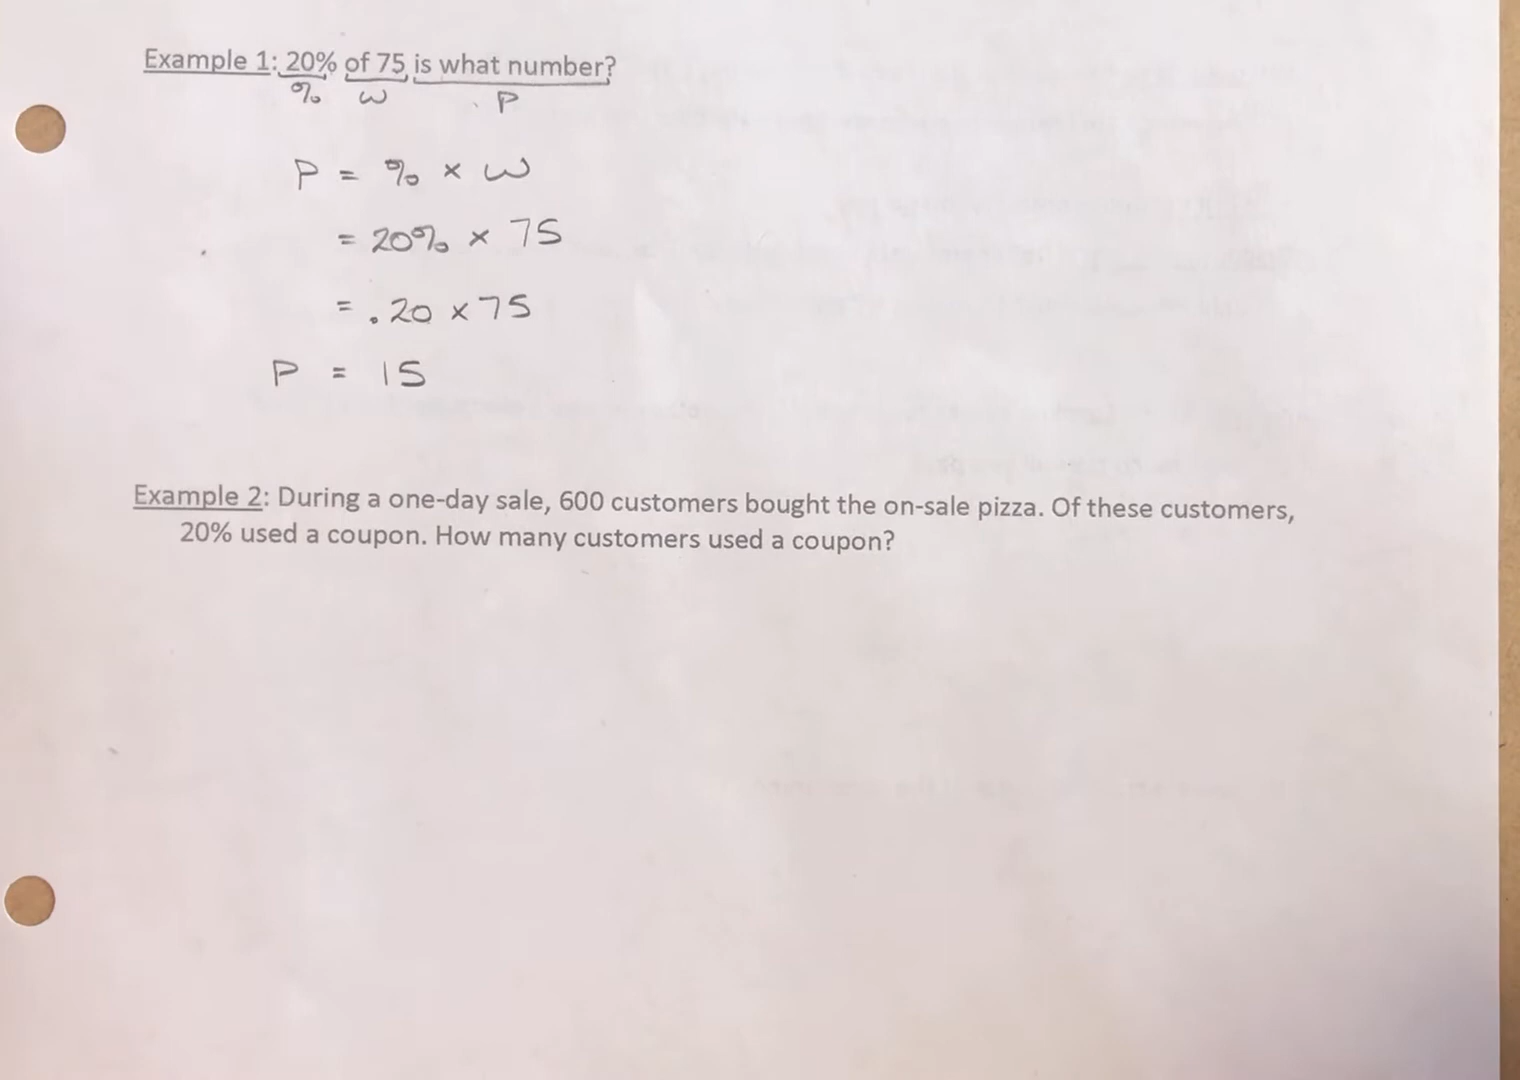 Example 1: 20% of 75 is what number?
% W P
P = % x W
= 20% x 75
= .20 x 75
P = 15
Example 2: During a one-day sale, 600 customers bought the on-sale pizza. Of these customers,
20% used a coupon. How many customers used a coupon?